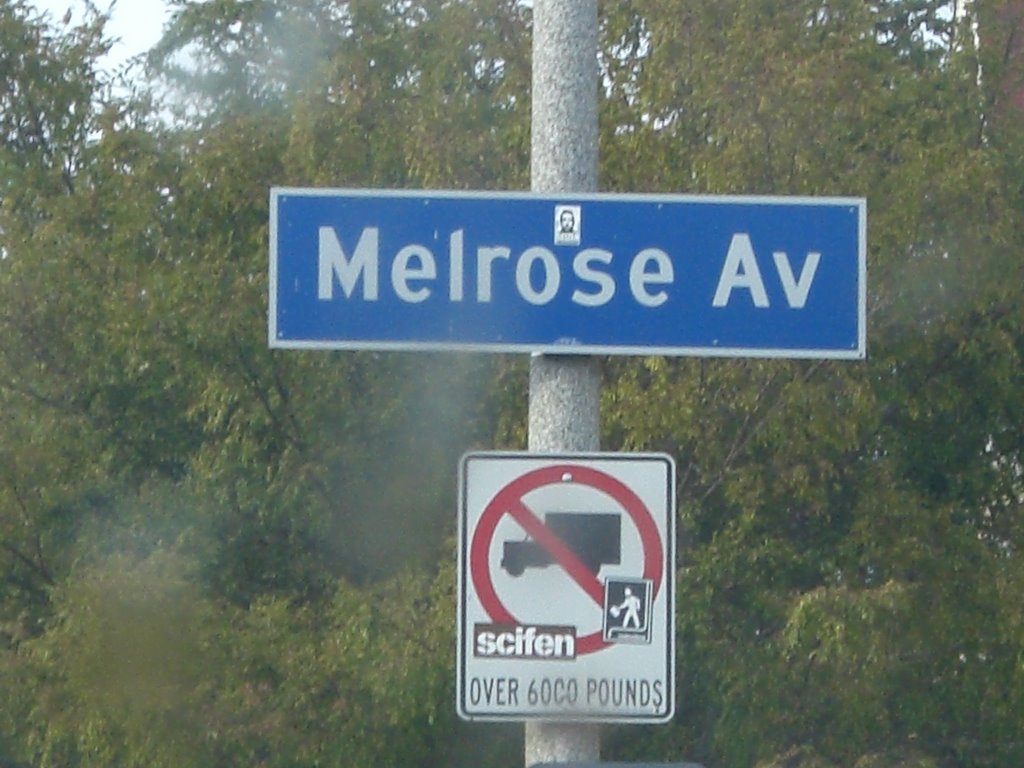 Melrose Av
scifen
OVER 6000 POUNDS